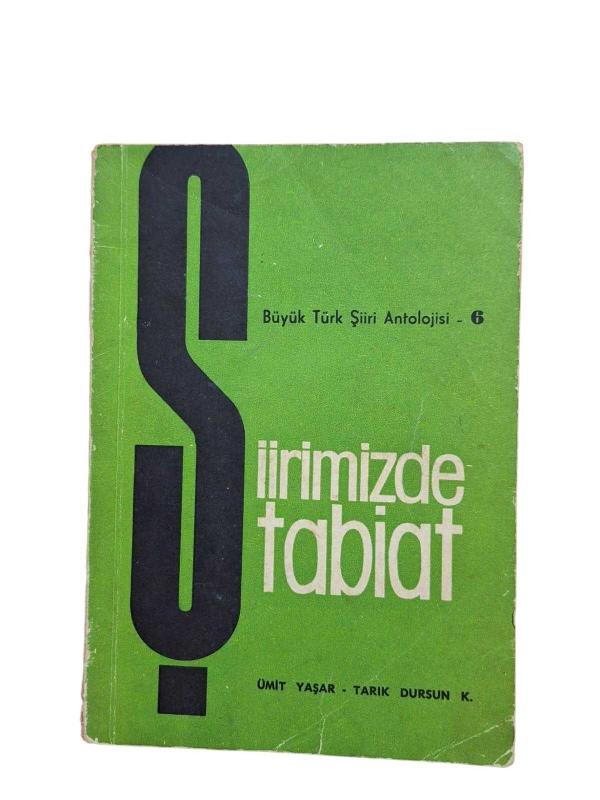 Büyük Türk Şiiri Antolojisi - 6
Şiirimizde
tabiat
ÜMİT YAŞAR - TARIK DURSUN K.